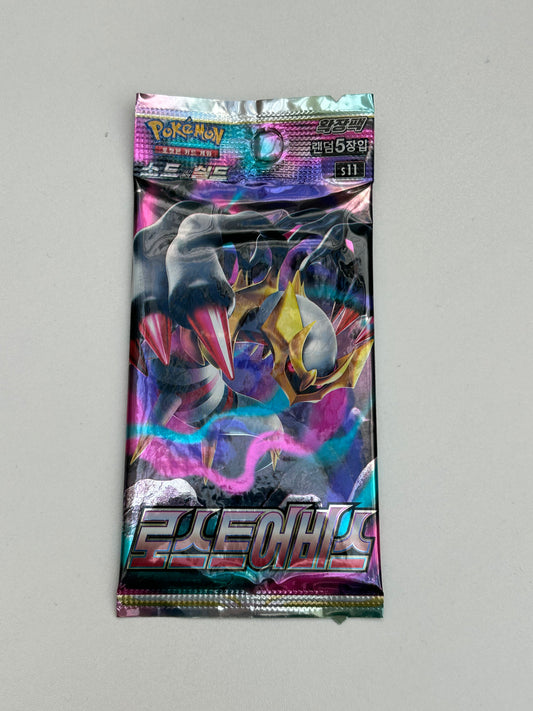 POKéMON
포켓몬 카드 게임
확장팩
랜덤5장입
소드&실드
s11
로스트어비스